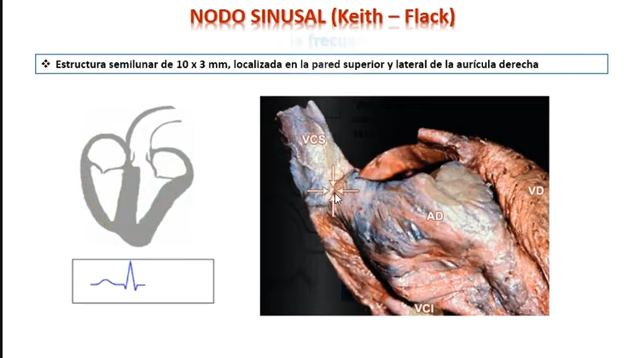 NODO SINUSAL (Keith – Flack)
❖ Estructura semilunar de 10 x 3 mm, localizada en la pared superior y lateral de la aurícula derecha
VCS
VD
AD
VCI